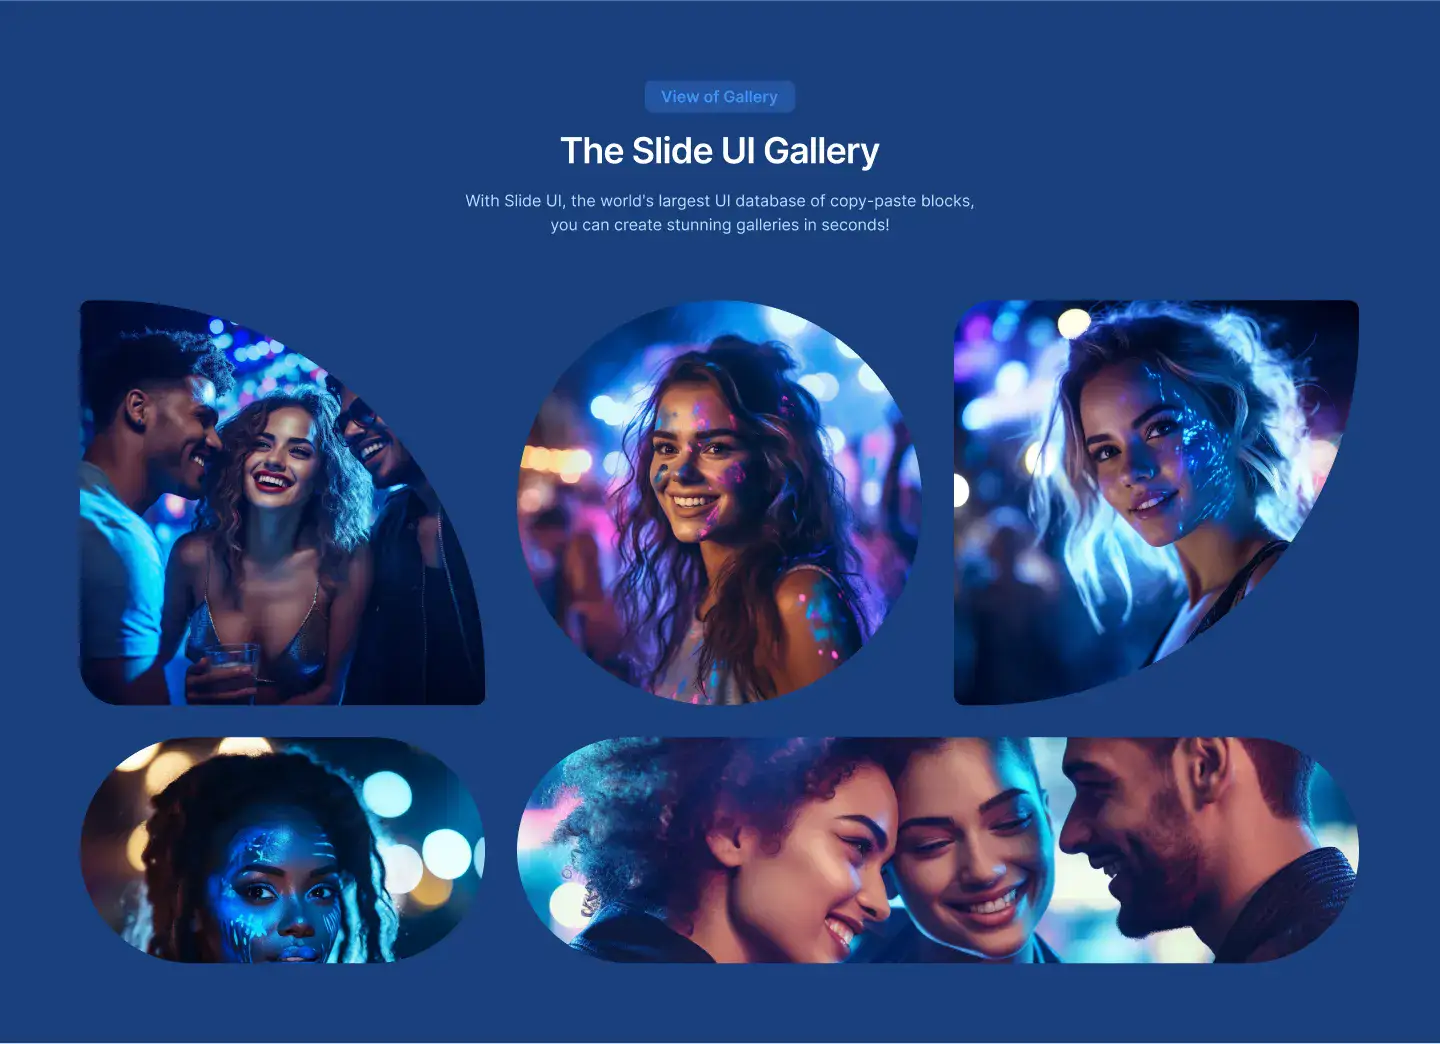 View of Gallery
The Slide UI Gallery
With Slide UI, the world's largest UI database of copy-paste blocks,
you can create stunning galleries in seconds!